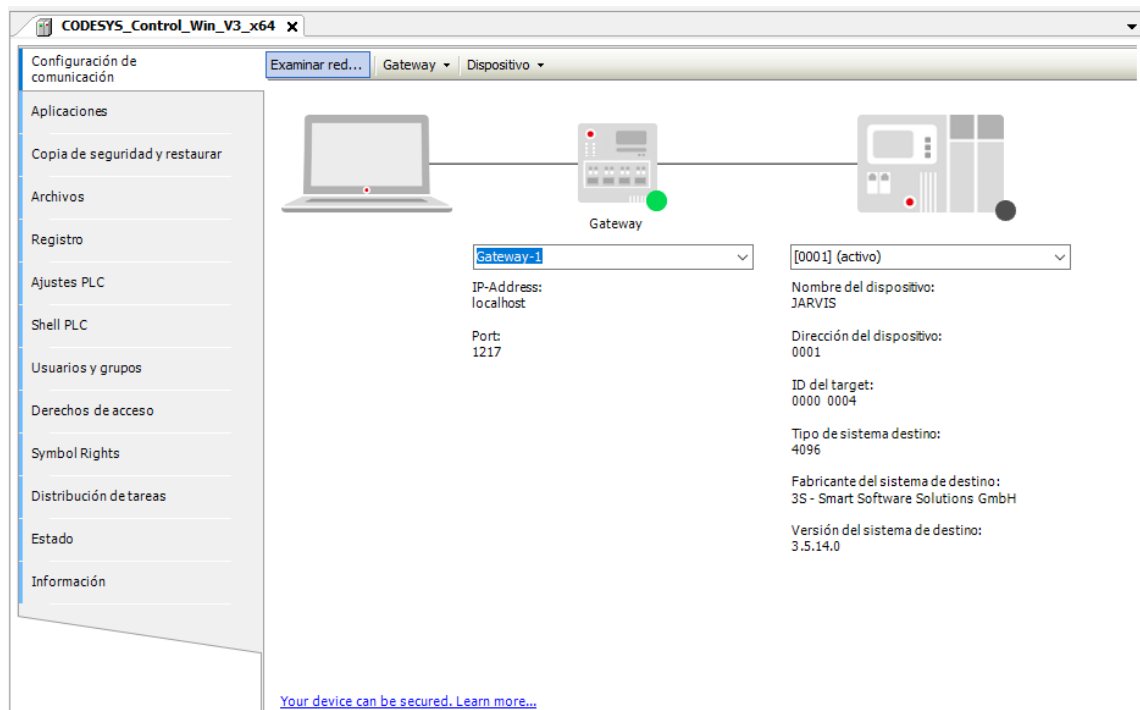 CODESYS_Control_Win_V3_x64
Configuración de
comunicación
Aplicaciones
Copia de seguridad y restaurar
Archivos
Registro
Ajustes PLC
Shell PLC
Usuarios y grupos
Derechos de acceso
Symbol Rights
Distribución de tareas
Estado
Información
Examinar red... Gateway Dispositivo
Gateway
Gateway-1
IP-Address:
localhost
Port:
1217
[0001] (activo)
Nombre del dispositivo:
JARVIS
Dirección del dispositivo:
0001
ID del target:
0000 0004
Tipo de sistema destino:
4096
Fabricante del sistema de destino:
3S - Smart Software Solutions GmbH
Versión del sistema de destino:
3.5.14.0
Your device can be secured. Learn more...